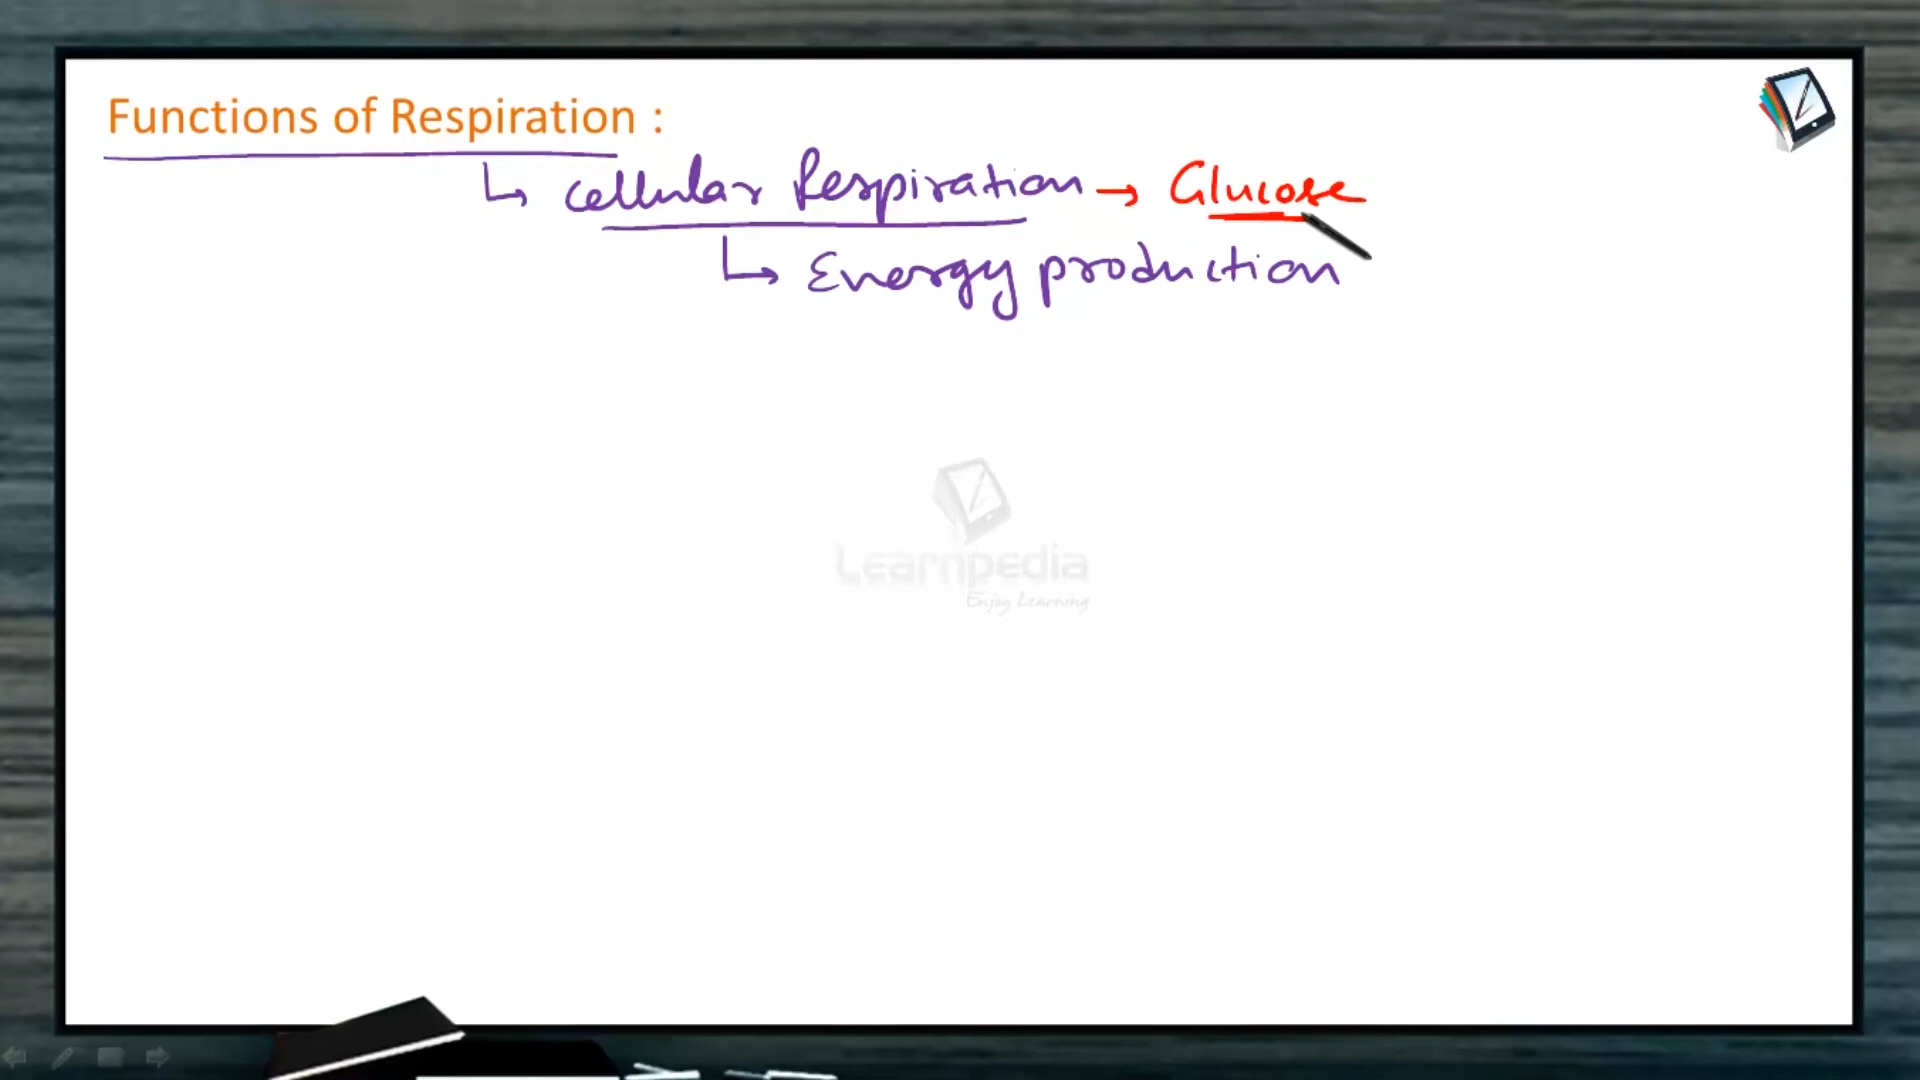 Functions of Respiration :
↳ Cellular Respiration → Glucose
↳ Energy production
Learnpedia
Enjoy Learning